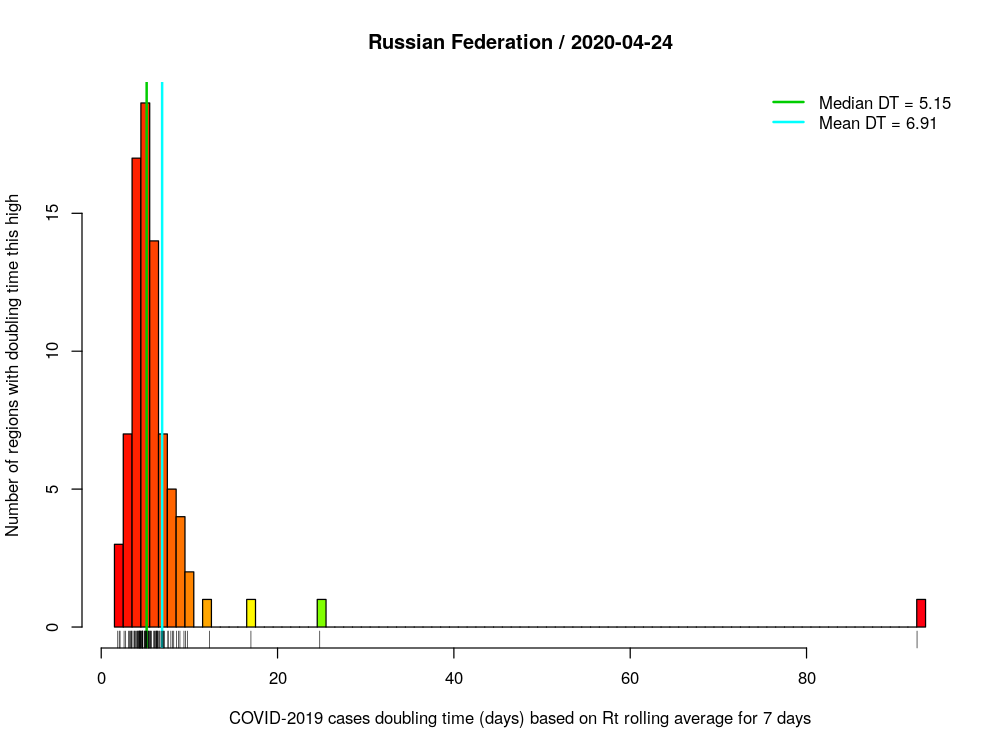 Russian Federation / 2020-04-24
Median DT = 5.15
Mean DT = 6.91
Number of regions with doubling time this high
15
10
5
0
0 20 40 60 80
COVID-2019 cases doubling time (days) based on Rt rolling average for 7 days